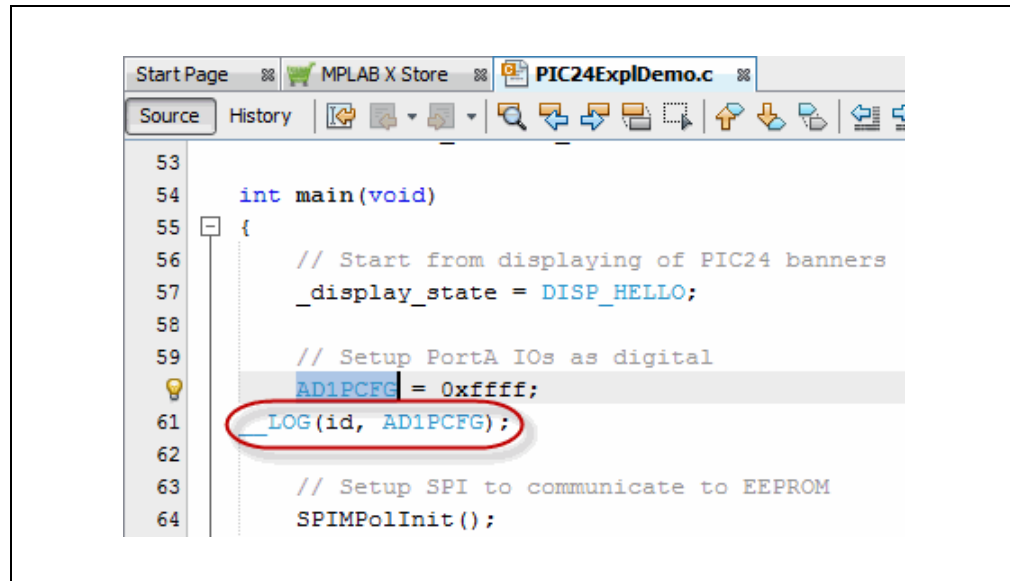 Start Page MPLAB X Store PIC24ExplDemo.c
Source History
53
54 int main(void)
55 {
56 // Start from displaying of PIC24 banners
57 _display_state = DISP_HELLO;
58
59 // Setup PortA IOs as digital
AD1PCFG = 0xffff;
61 __LOG(id, AD1PCFG);
62
63 // Setup SPI to communicate to EEPROM
64 SPIMPolInit();